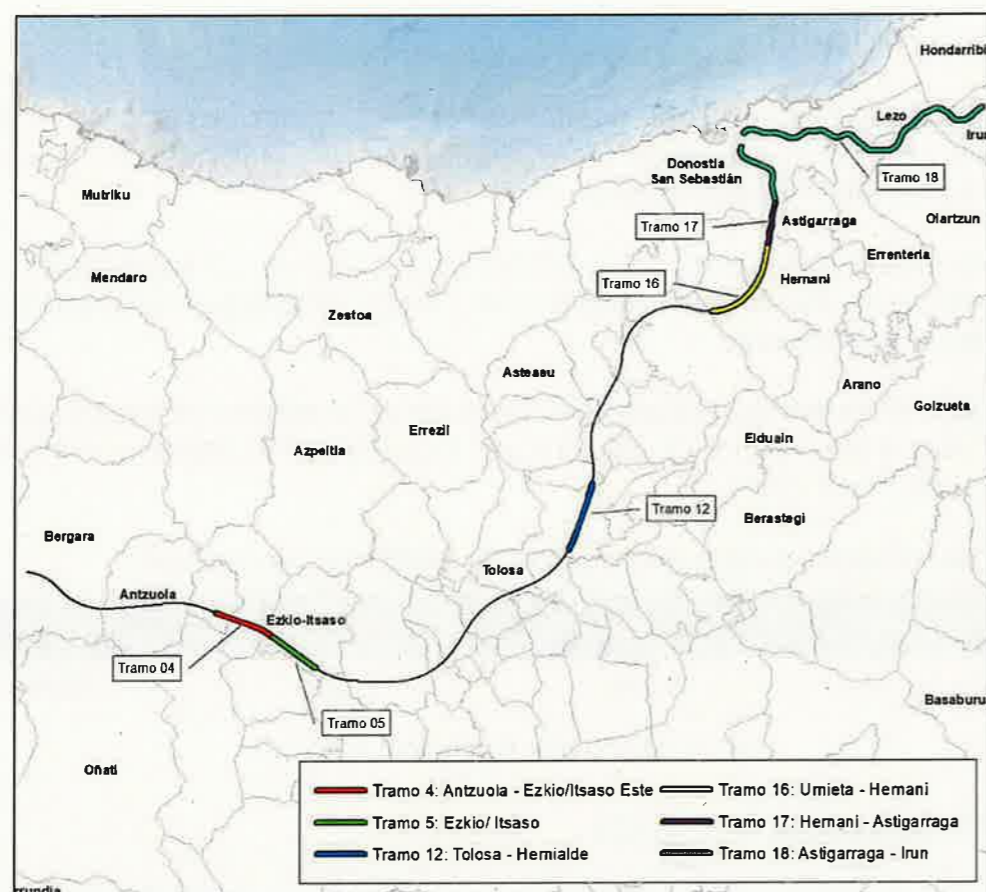 Hondarribi
Lezo
Irun
Donostia
San Sebastián
Tramo 18
Mutriku
Tramo 17
Astigarraga
Oiartzun
Errenteria
Mendaro
Tramo 16
Hernani
Zestoa
Asteasu
Arano
Goizueta
Errezil
Azpeitia
Elduain
Tramo 12
Berastegi
Bergara
Tolosa
Antzuola
Ezkio-Itsaso
Tramo 04
Basaburu
Tramo 05
Oñati
Tramo 4: Antzuola - Ezkio/Itsaso Este
Tramo 16: Urnieta - Hernani
Tramo 5: Ezkio/ Itsaso
Tramo 17: Hernani - Astigarraga
Tramo 12: Tolosa - Hernialde
Tramo 18: Astigarraga - Irun